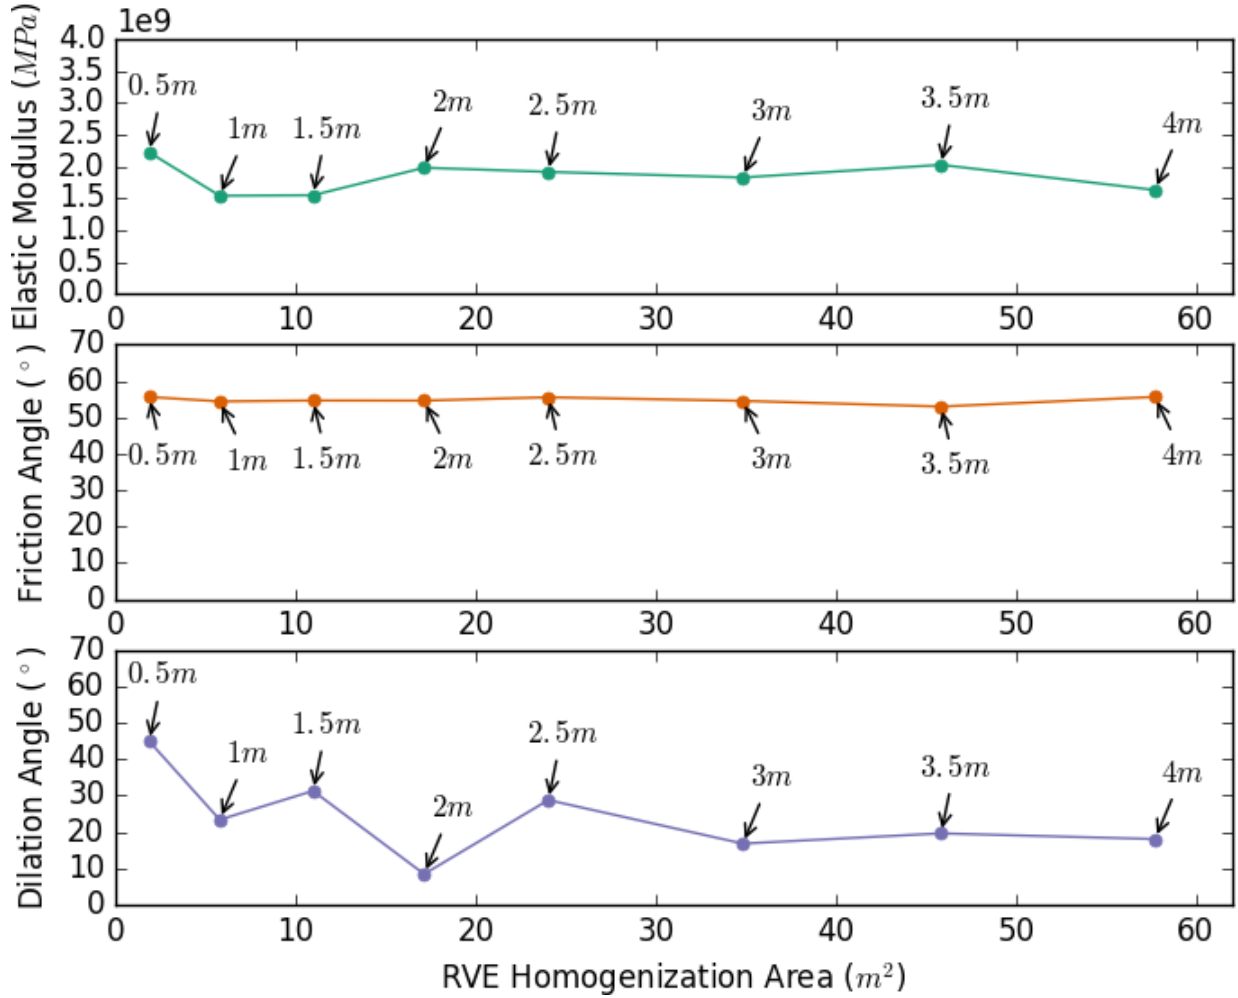 1e9
Elastic Modulus (MPa)
4.0
3.5
3.0
2.5
2.0
1.5
1.0
0.5
0.0
0.5m
1m
1.5m
2m
2.5m
3m
3.5m
4m
0 10 20 30 40 50 60
Friction Angle (°)
70
60
50
40
30
20
10
0
0.5m
1m
1.5m
2m
2.5m
3m
3.5m
4m
0 10 20 30 40 50 60
Dilation Angle (°)
70
60
50
40
30
20
10
0
0.5m
1m
1.5m
2m
2.5m
3m
3.5m
4m
0 10 20 30 40 50 60
RVE Homogenization Area (m²)